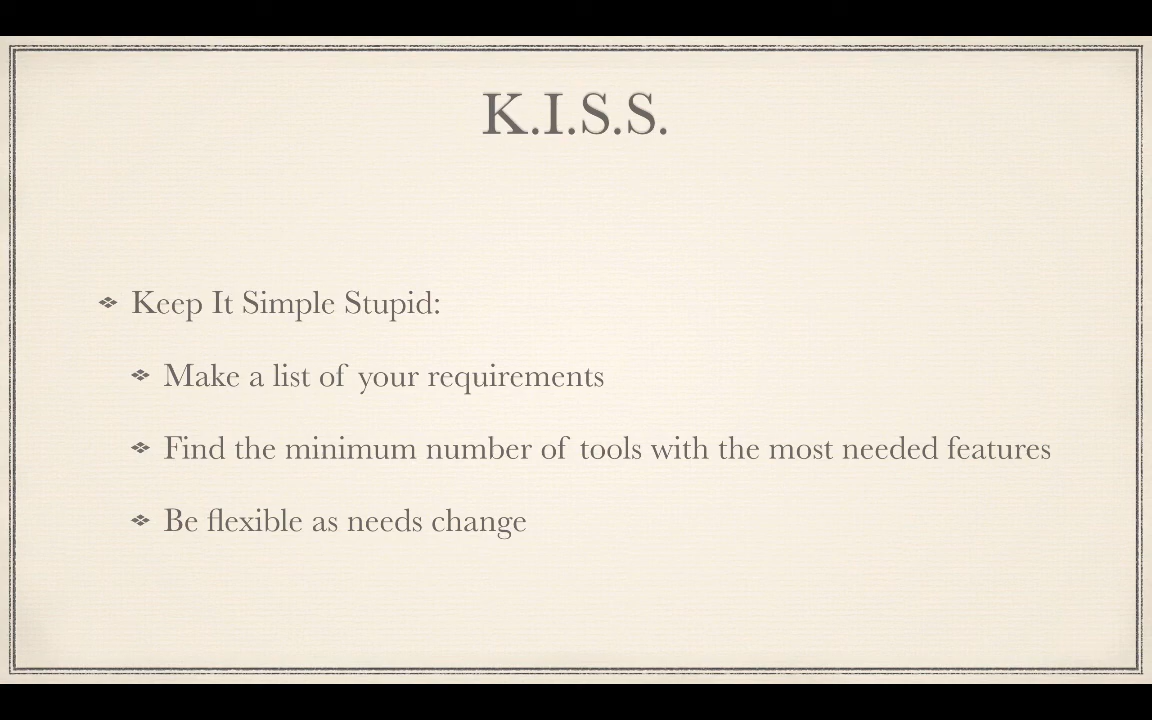 K.I.S.S.
Keep It Simple Stupid:
Make a list of your requirements
Find the minimum number of tools with the most needed features
Be flexible as needs change